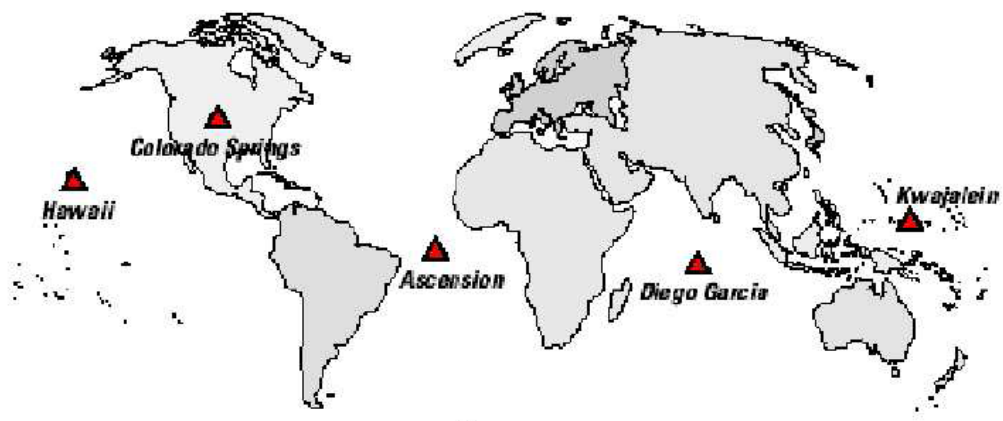 Colorado Springs
Hawaii
Kwajalein
Ascension
Diego Garcia